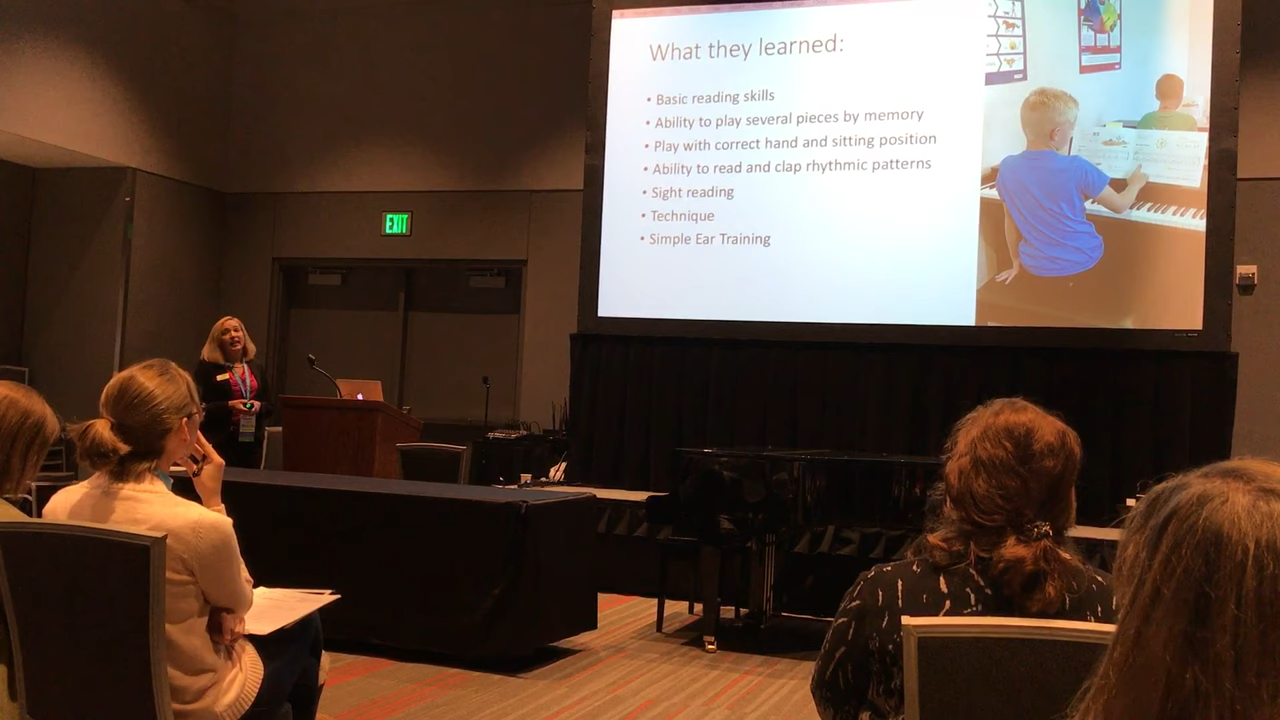 What they learned:
• Basic reading skills
• Ability to play several pieces by memory
• Play with correct hand and sitting position
• Ability to read and clap rhythmic patterns
• Sight reading
• Technique
• Simple Ear Training
EXIT